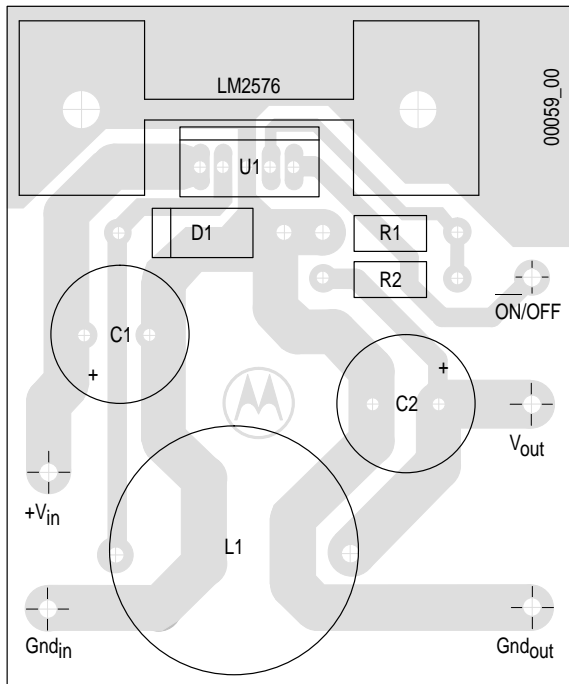 LM2576
00059_00
U1
D1
R1
R2
ON/OFF
C1
+
+
C2
Vout
+Vin
L1
Gndin
Gndout